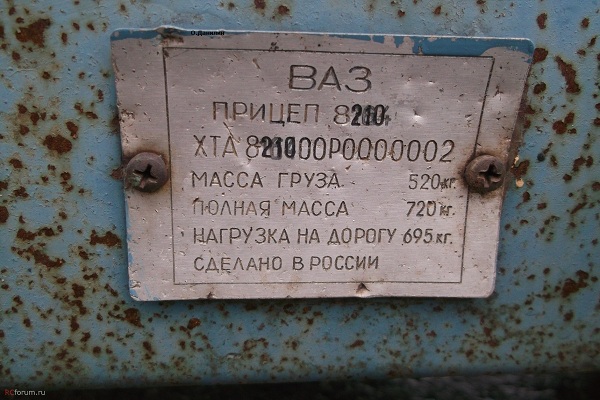 О.Данилю
ВАЗ
ПРИЦЕП 8210
ХТА 821000Р0000002
МАССА ГРУЗА 520кг.
ПОЛНАЯ МАССА 720кг.
НАГРУЗКА НА ДОРОГУ 695кг.
СДЕЛАНО В РОССИИ
RCforum.ru